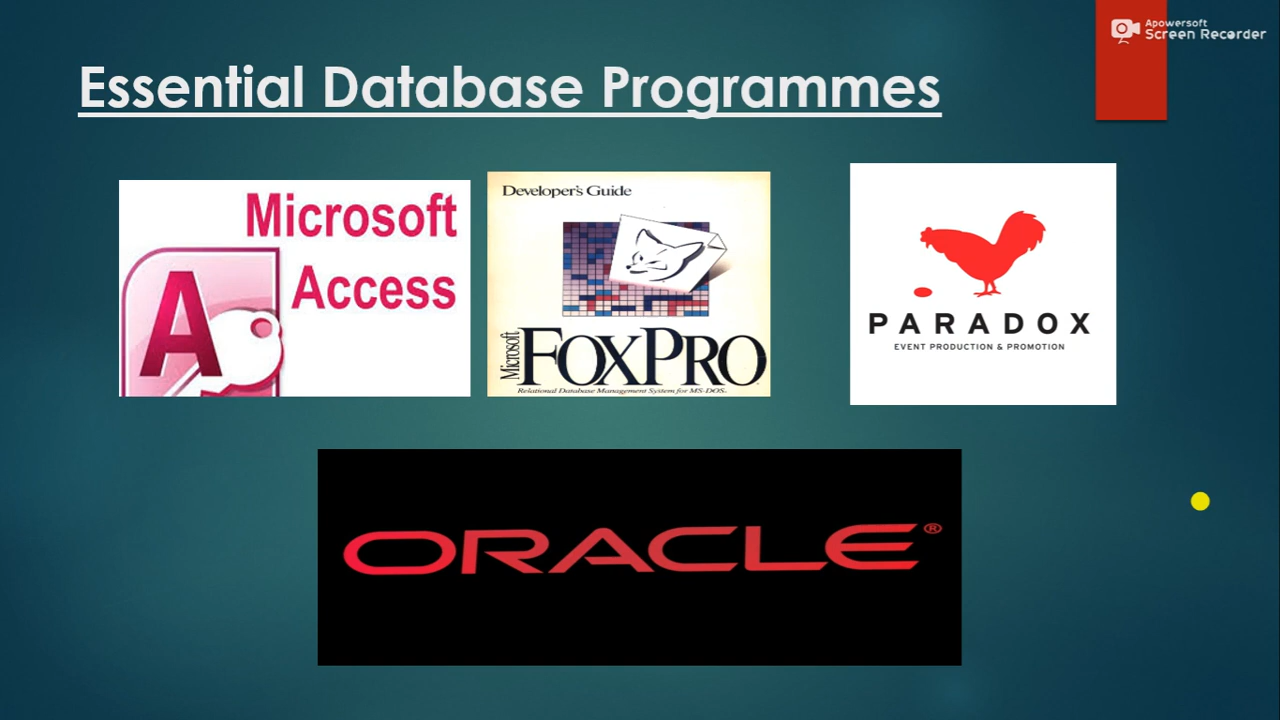 Apowersoft
Screen Recorder
Essential Database Programmes
Microsoft
Access
A
Developer's Guide
Microsoft
FOXPRO
Relational Database Management System for MS-DOS.
PARADOX
EVENT PRODUCTION & PROMOTION
ORACLE®